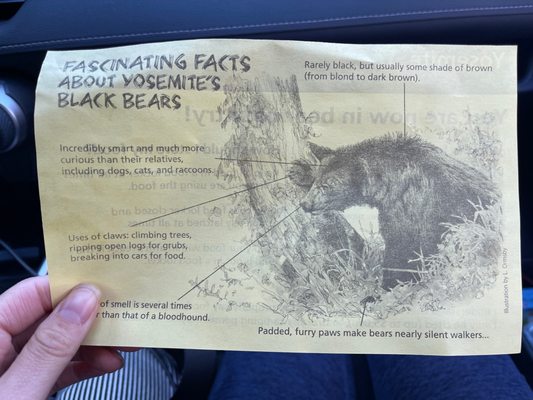 FASCINATING FACTS
ABOUT YOSEMITE'S
BLACK BEARS
Rarely black, but usually some shade of brown
(from blond to dark brown).
Incredibly smart and much more
curious than their relatives,
including dogs, cats, and raccoons.
Uses of claws: climbing trees,
ripping open logs for grubs,
breaking into cars for food.
of smell is several times
than that of a bloodhound.
Padded, furry paws make bears nearly silent walkers...
Illustration by L.